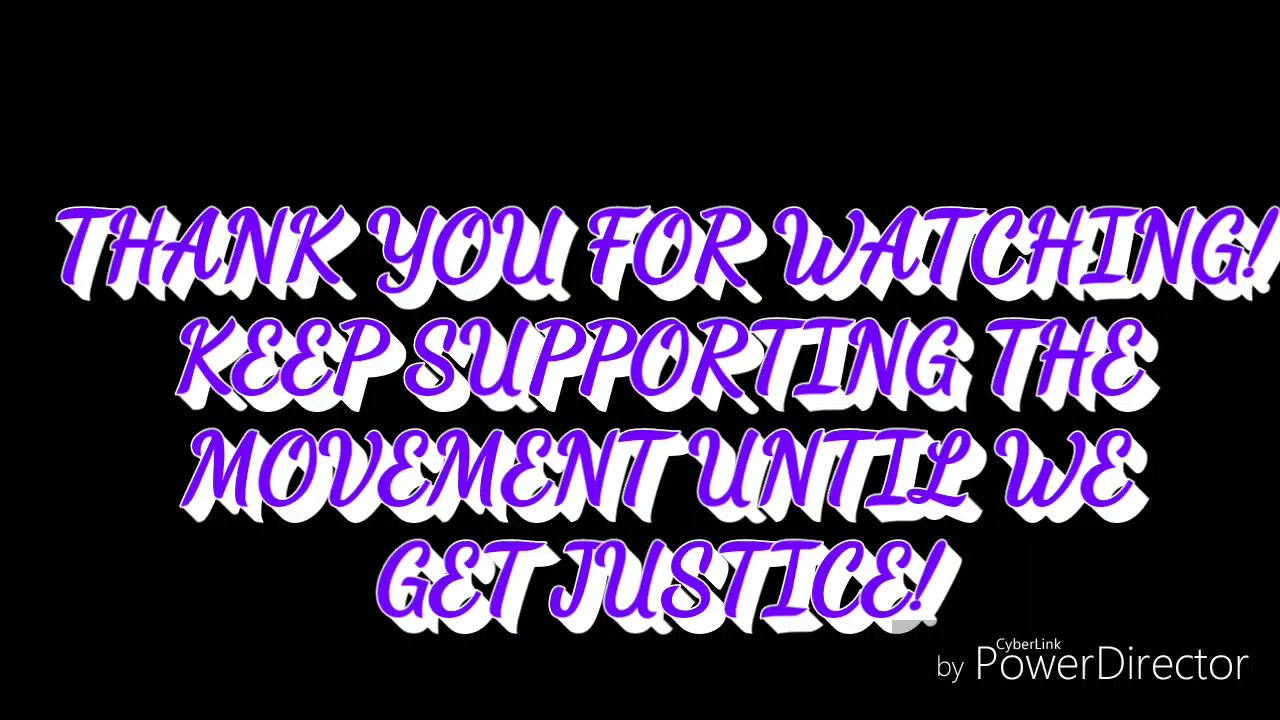 THANK YOU FOR WATCHING!
KEEP SUPPORTING THE
MOVEMENT UNTIL WE
GET JUSTICE!
CyberLink
by PowerDirector